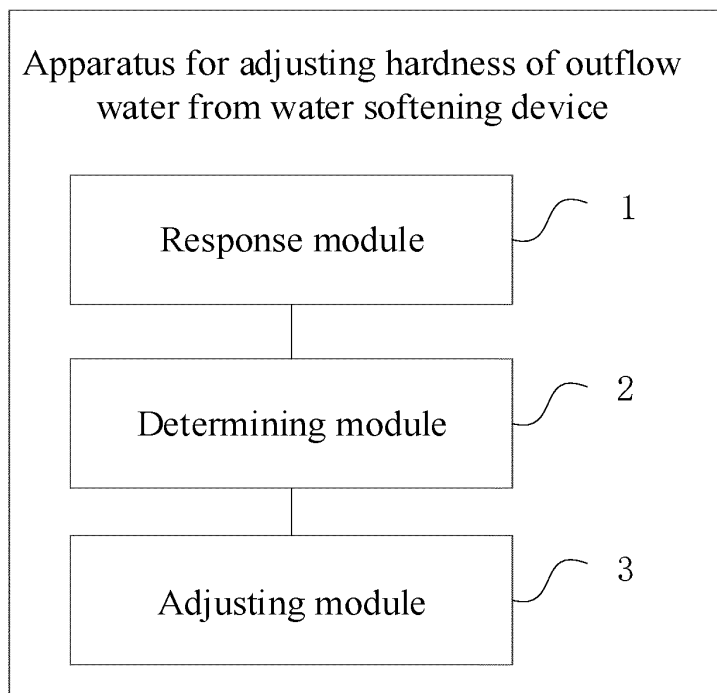 Apparatus for adjusting hardness of outflow
water from water softening device
Response module
1
Determining module
2
Adjusting module
3